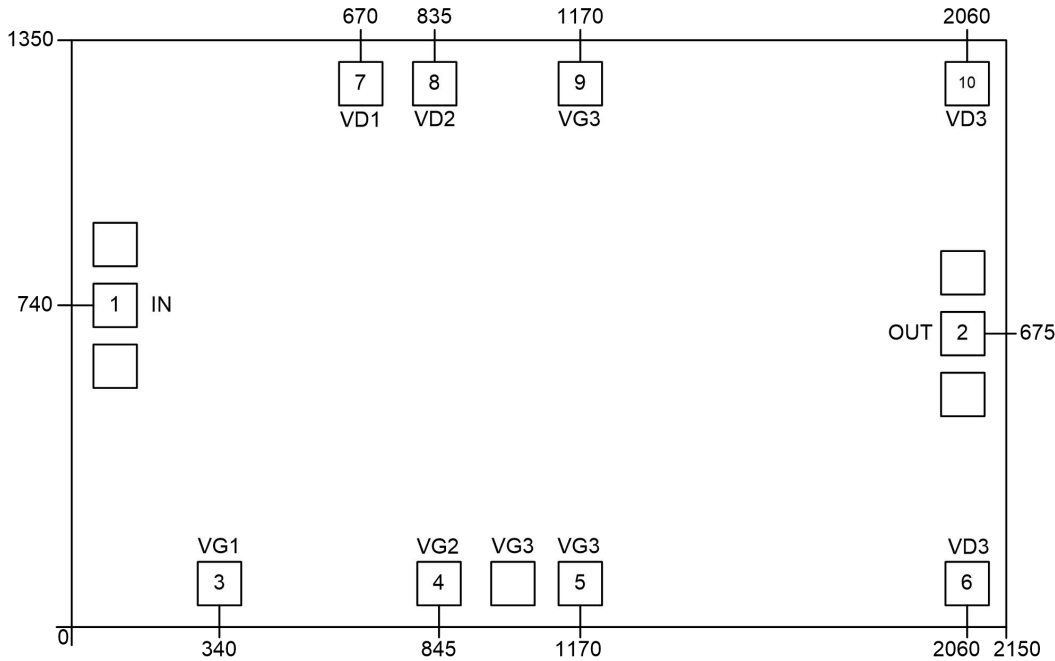 670 835 1170 2060
1350
7 8 9 10
VD1 VD2 VG3 VD3
740 1 IN
OUT 2 675
VG1 VG2 VG3 VG3 VD3
3 4 5 6
0 340 845 1170 2060 2150